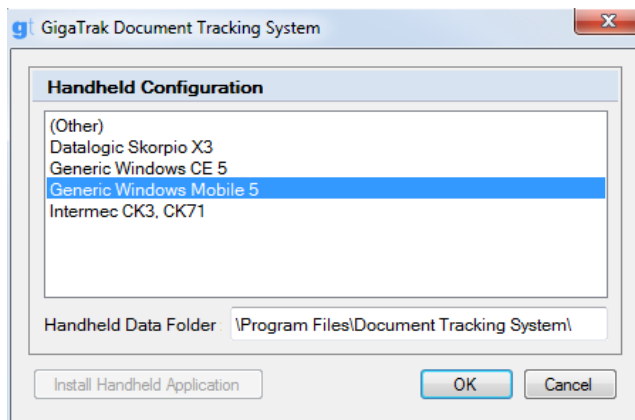 gt GigaTrak Document Tracking System
Handheld Configuration
(Other)
Datalogic Skorpio X3
Generic Windows CE 5
Generic Windows Mobile 5
Intermec CK3, CK71
Handheld Data Folder \Program Files\Document Tracking System\
Install Handheld Application OK Cancel